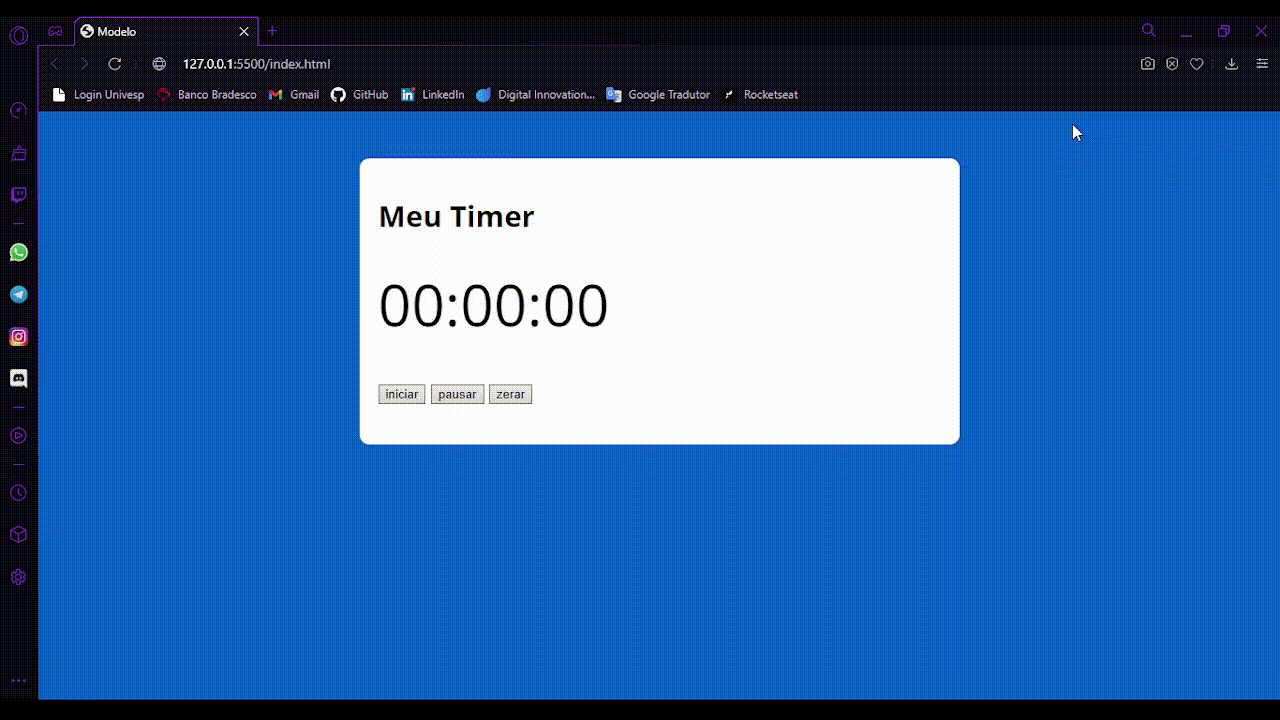 Modelo
127.0.0.1:5500/index.html
Login Univesp Banco Bradesco Gmail GitHub LinkedIn Digital Innovation... Google Tradutor Rocketseat
Meu Timer
00:00:00
iniciar pausar zerar